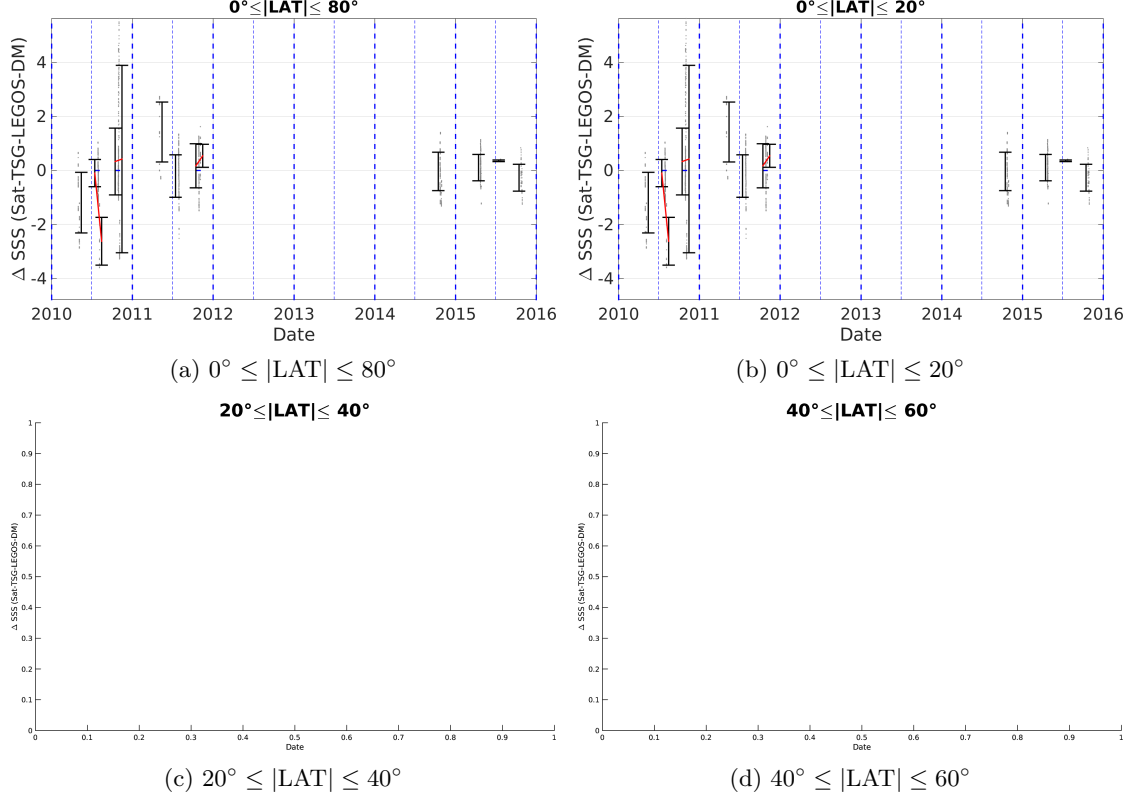 0°≤|LAT|≤ 80°
Δ SSS (Sat-TSG-LEGOS-DM)
4
2
0
-2
-4
2010 2011 2012 2013 2014 2015 2016
Date
(a) 0° ≤ |LAT| ≤ 80°
0°≤|LAT|≤ 20°
Δ SSS (Sat-TSG-LEGOS-DM)
4
2
0
-2
-4
2010 2011 2012 2013 2014 2015 2016
Date
(b) 0° ≤ |LAT| ≤ 20°
20°≤|LAT|≤ 40°
Δ SSS (Sat-TSG-LEGOS-DM)
1
0.9
0.8
0.7
0.6
0.5
0.4
0.3
0.2
0.1
0
0 0.1 0.2 0.3 0.4 0.5 0.6 0.7 0.8 0.9 1
Date
(c) 20° ≤ |LAT| ≤ 40°
40°≤|LAT|≤ 60°
Δ SSS (Sat-TSG-LEGOS-DM)
1
0.9
0.8
0.7
0.6
0.5
0.4
0.3
0.2
0.1
0
0 0.1 0.2 0.3 0.4 0.5 0.6 0.7 0.8 0.9 1
Date
(d) 40° ≤ |LAT| ≤ 60°